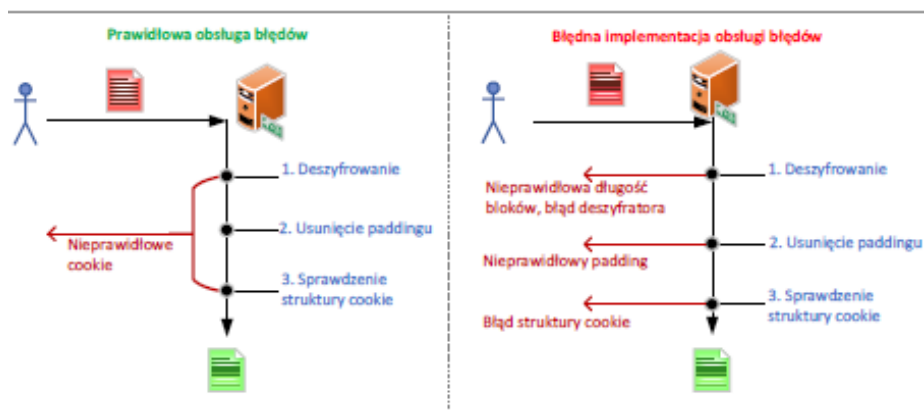 Prawidłowa obsługa błędów
1. Deszyfrowanie
2. Usunięcie paddingu
Nieprawidłowe
cookie
3. Sprawdzenie
struktury cookie
Błędna implementacja obsługi błędów
1. Deszyfrowanie
Nieprawidłowa długość
bloków, błąd deszyfratora
2. Usunięcie paddingu
Nieprawidłowy padding
3. Sprawdzenie
struktury cookie
Błąd struktury cookie